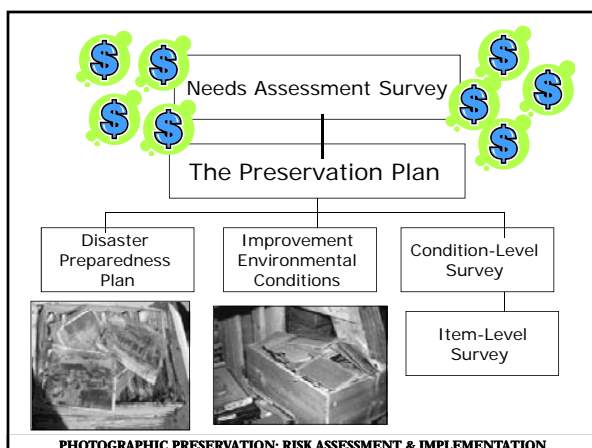 $ $ $ $ $ $ $ $
Needs Assessment Survey
The Preservation Plan
Disaster
Preparedness
Plan
Improvement
Environmental
Conditions
Condition-Level
Survey
Item-Level
Survey
PHOTOGRAPHIC PRESERVATION: RISK ASSESSMENT & IMPLEMENTATION